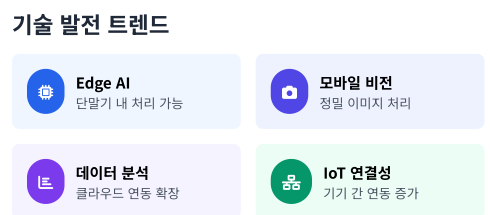 기술 발전 트렌드
Edge AI
단말기 내 처리 가능
모바일 비전
정밀 이미지 처리
데이터 분석
클라우드 연동 확장
IoT 연결성
기기 간 연동 증가